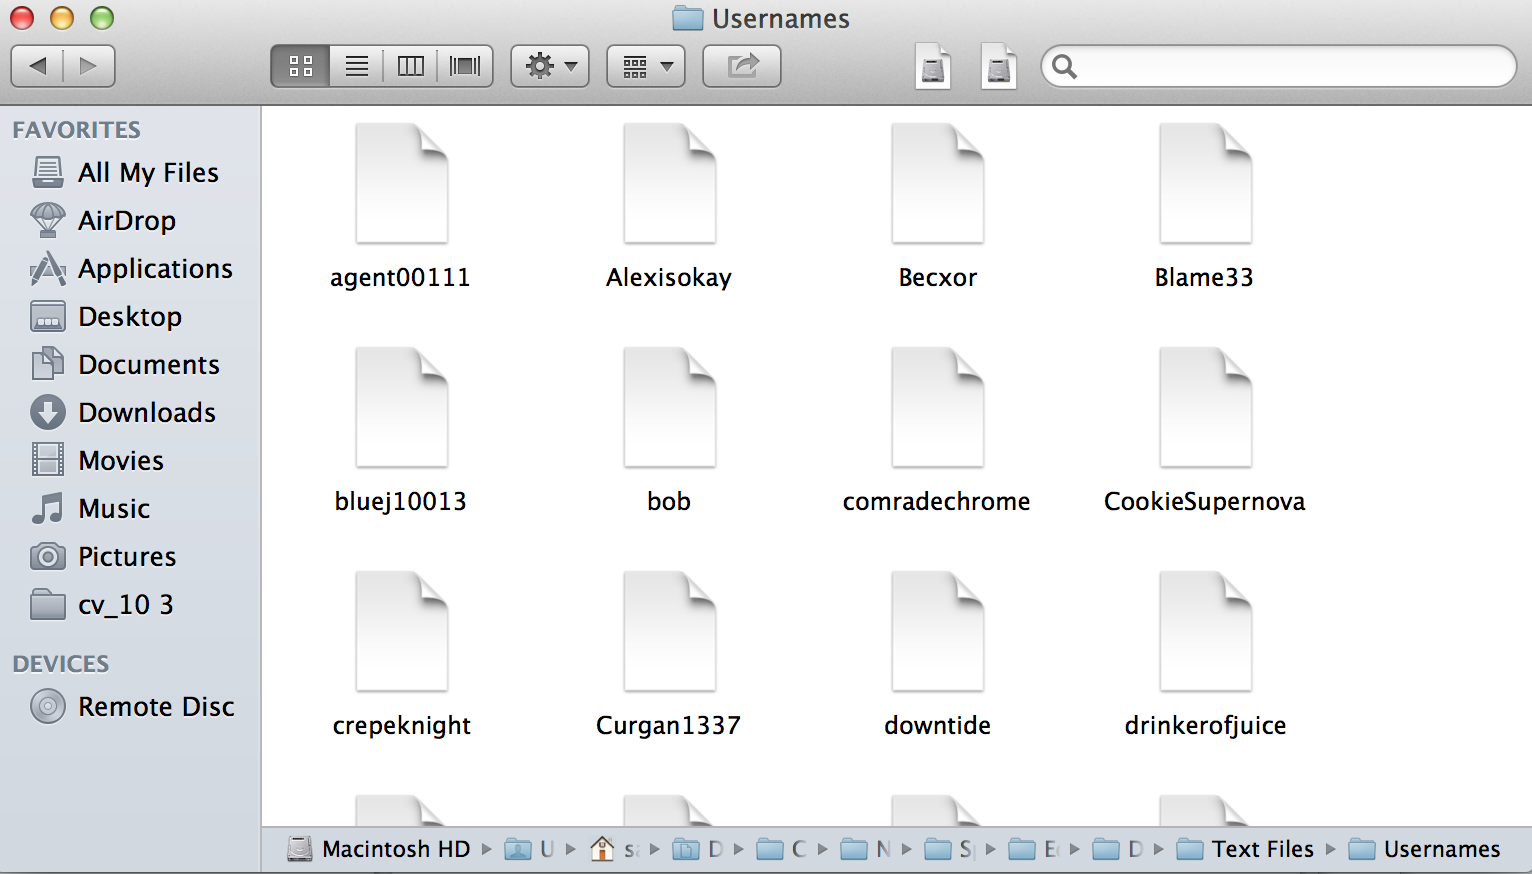 Usernames
FAVORITES
All My Files
AirDrop
Applications
Desktop
Documents
Downloads
Movies
Music
Pictures
cv_10 3
DEVICES
Remote Disc
agent00111 Alexisokay Becxor Blame33
bluej10013 bob comradechrome CookieSupernova
crepeknight Curgan1337 downtide drinkerofjuice
Macintosh HD U D C N Text Files Usernames